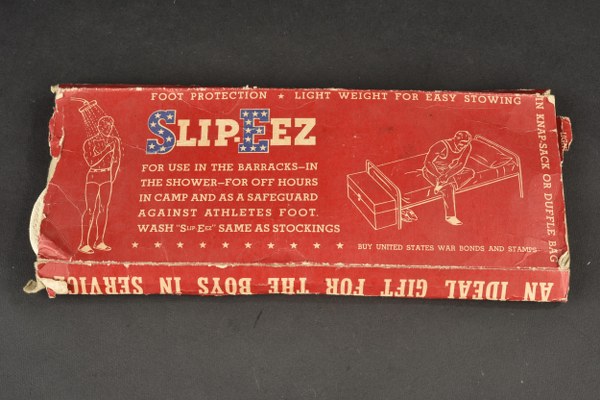 FOOT PROTECTION ★ LIGHT WEIGHT FOR EASY STOWING
IN KNAP-SACK OR DUFFLE BAG
SLIP-EEZ
FOR USE IN THE BARRACKS—IN
THE SHOWER—FOR OFF HOURS
IN CAMP AND AS A SAFEGUARD
AGAINST ATHLETES FOOT.
WASH "SLIP EEZ" SAME AS STOCKINGS
★ ★ ★ ★ ★ ★ ★ ★ ★ ★ ★
BUY UNITED STATES WAR BONDS AND STAMPS
AN IDEAL GIFT FOR THE BOYS IN SERVICE